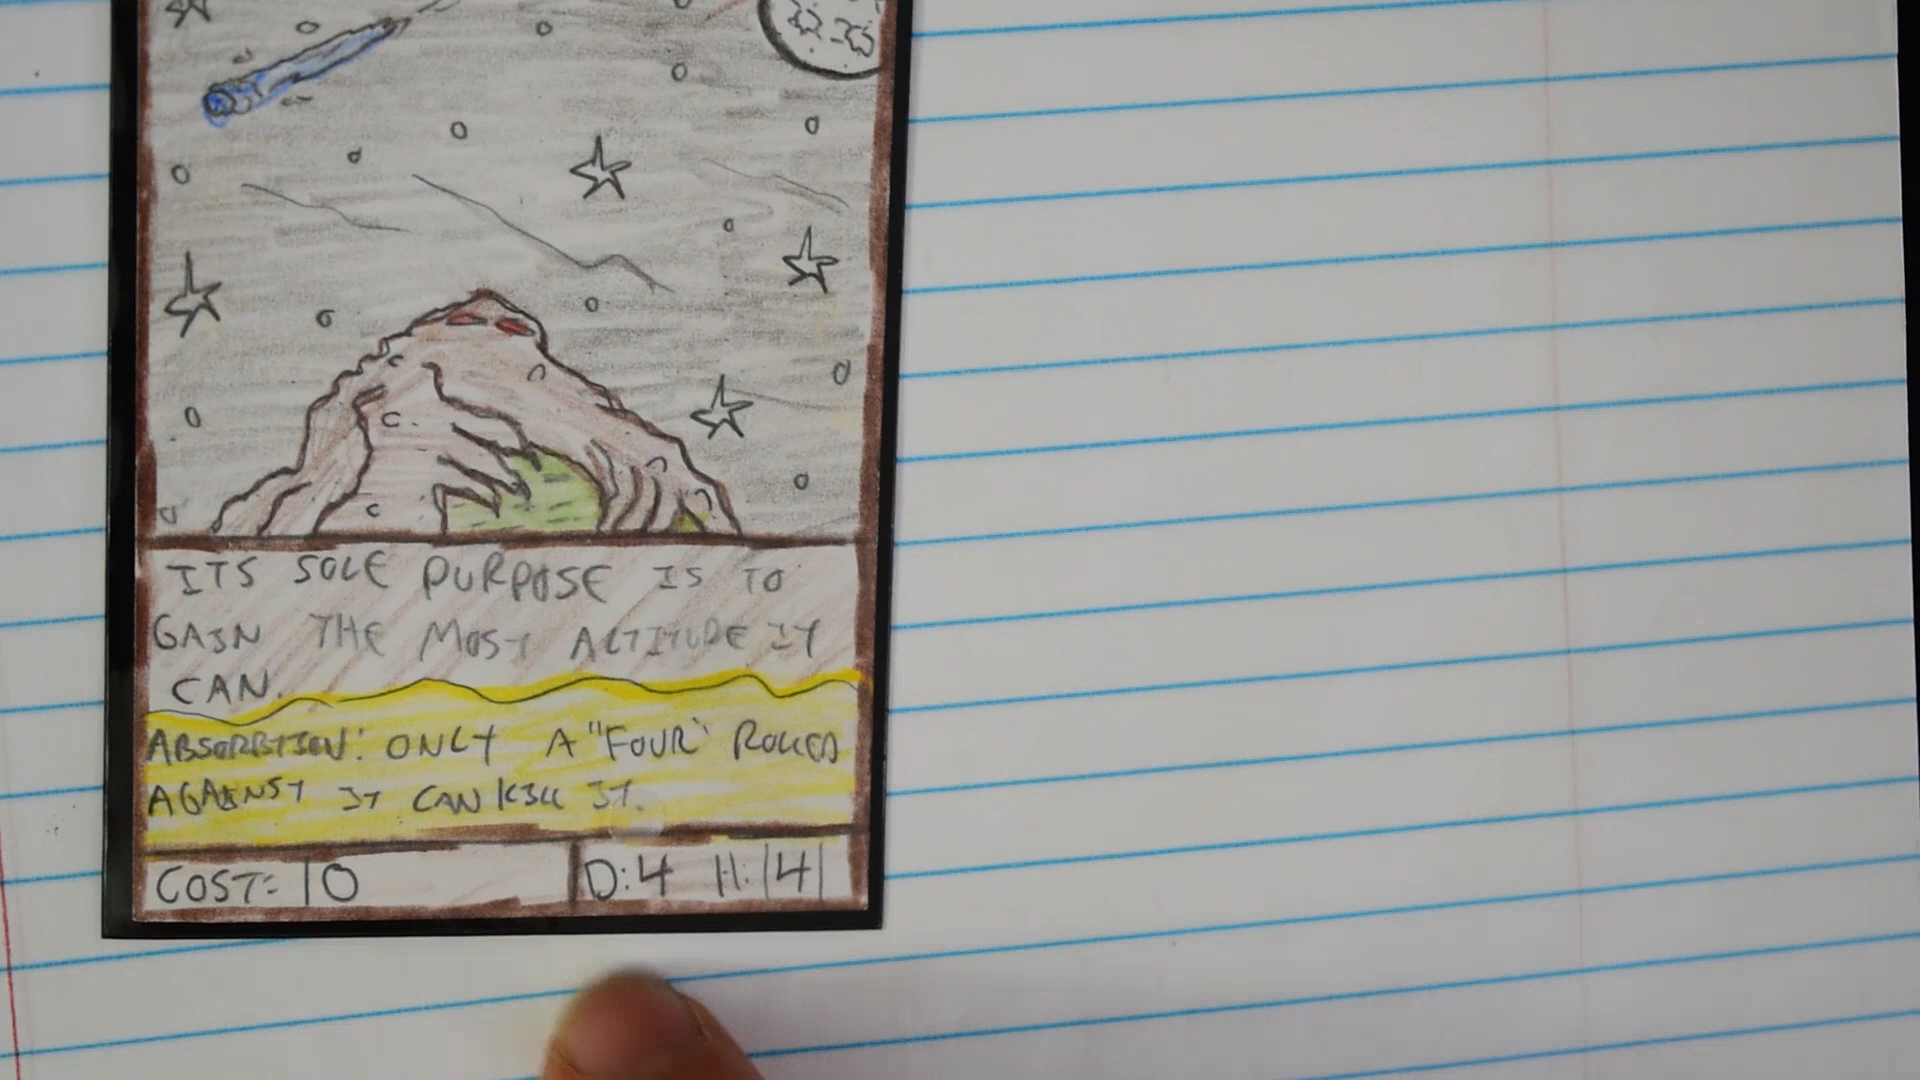 ITS SOLE PURPOSE IS TO
GAIN THE MOST ALTITUDE IT
CAN.
ABSORBTION: ONLY A "FOUR" ROLLED
AGAINST IT CAN KILL IT.
COST: 10 D:4 H:14